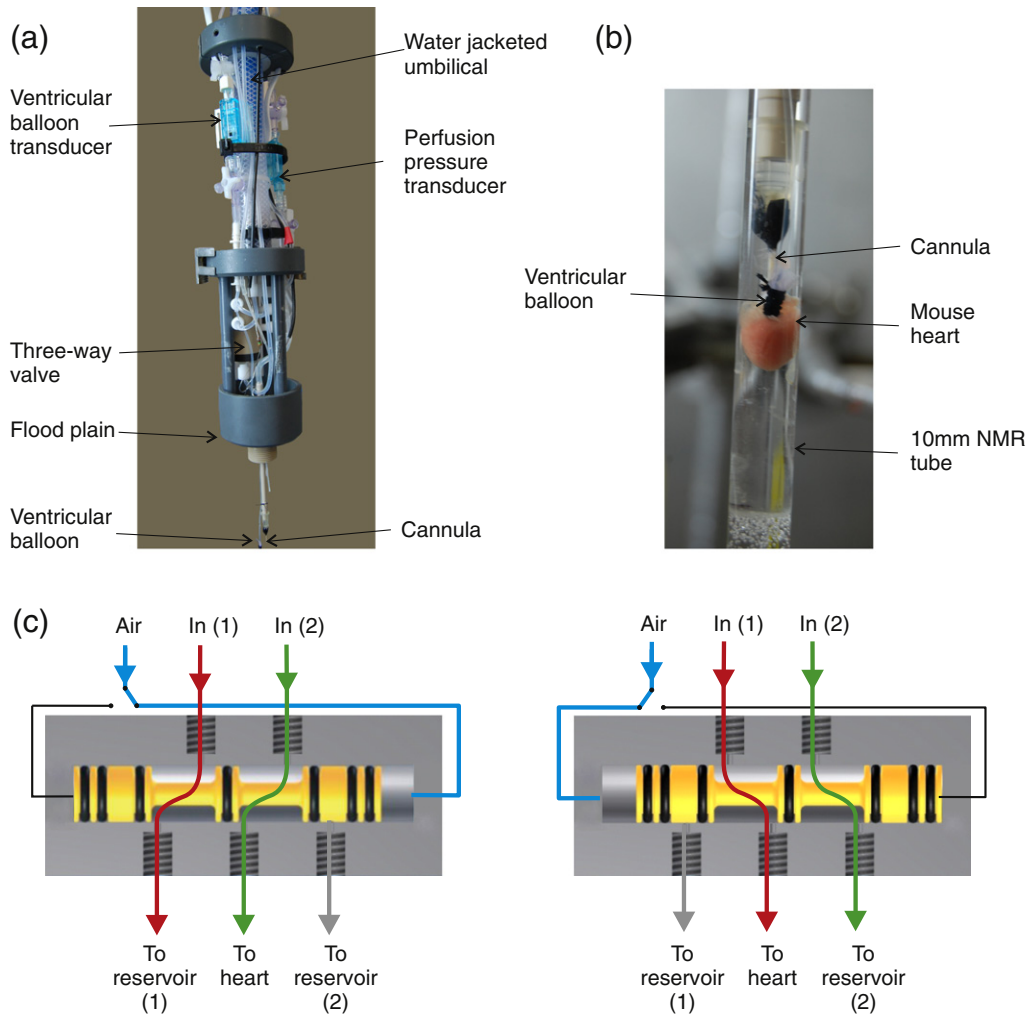 (a)
Water jacketed
umbilical
Ventricular
balloon
transducer
Perfusion
pressure
transducer
Three-way
valve
Flood plain
Ventricular
balloon
Cannula
(b)
Cannula
Ventricular
balloon
Mouse
heart
10mm NMR
tube
(c)
Air
In (1)
In (2)
To
reservoir
(1)
To
heart
To
reservoir
(2)
Air
In (1)
In (2)
To
reservoir
(1)
To
heart
To
reservoir
(2)